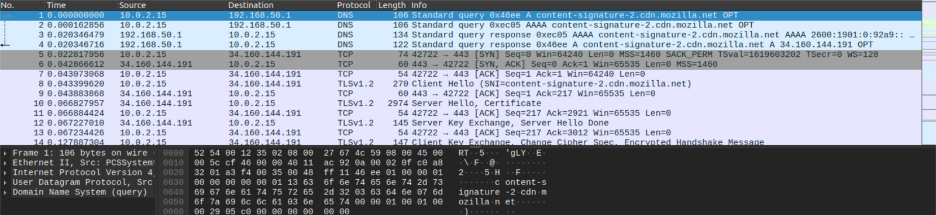 No. Time Source Destination Protocol Length Info
1 0.000000000 10.0.2.15 192.168.50.1 DNS 106 Standard query 0x46ee A content-signature-2.cdn.mozilla.net OPT
2 0.000162856 10.0.2.15 192.168.50.1 DNS 106 Standard query 0xec05 AAAA content-signature-2.cdn.mozilla.net OPT
3 0.020346479 192.168.50.1 10.0.2.15 DNS 134 Standard query response 0xec05 AAAA content-signature-2.cdn.mozilla.net AAAA 2600:1901:0:92a9:: …
4 0.020346716 192.168.50.1 10.0.2.15 DNS 122 Standard query response 0x46ee A content-signature-2.cdn.mozilla.net A 34.160.144.191 OPT
5 0.022817956 10.0.2.15 34.160.144.191 TCP 74 42722 → 443 [SYN] Seq=0 Win=64240 Len=0 MSS=1460 SACK_PERM TSval=1619603202 TSecr=0 WS=128
6 0.042866612 34.160.144.191 10.0.2.15 TCP 60 443 → 42722 [SYN, ACK] Seq=0 Ack=1 Win=65535 Len=0 MSS=1460
7 0.043073068 10.0.2.15 34.160.144.191 TCP 54 42722 → 443 [ACK] Seq=1 Ack=1 Win=64240 Len=0
8 0.043399620 10.0.2.15 34.160.144.191 TLSv1.2 270 Client Hello (SNI=content-signature-2.cdn.mozilla.net)
9 0.043883868 34.160.144.191 10.0.2.15 TCP 60 443 → 42722 [ACK] Seq=1 Ack=217 Win=65535 Len=0
10 0.066827957 34.160.144.191 10.0.2.15 TLSv1.2 2974 Server Hello, Certificate
11 0.066884424 10.0.2.15 34.160.144.191 TCP 54 42722 → 443 [ACK] Seq=217 Ack=2921 Win=65535 Len=0
12 0.067227010 34.160.144.191 10.0.2.15 TLSv1.2 145 Server Key Exchange, Server Hello Done
13 0.067234426 10.0.2.15 34.160.144.191 TCP 54 42722 → 443 [ACK] Seq=217 Ack=3012 Win=65535 Len=0
14 0.127887304 10.0.2.15 34.160.144.191 TLSv1.2 147 Client Key Exchange, Change Cipher Spec, Encrypted Handshake Message
Frame 1: 106 bytes on wire 0000 52 54 00 12 35 02 08 00 27 67 4c 59 08 00 45 00 RT··5···'gLY··E·
Ethernet II, Src: PCSSystem 0010 00 5c cf 46 00 00 40 11 ac 92 0a 00 02 0f c0 a8 ·\·F··@·········
Internet Protocol Version 4, 0020 32 01 a3 f4 00 35 00 48 ff 11 46 ee 01 00 00 01 2····5·H··F·····
User Datagram Protocol, Src 0030 00 00 00 00 00 01 13 63 6f 6e 74 65 6e 74 2d 73 ·······content-s
Domain Name System (query) 0040 69 67 6e 61 74 75 72 65 2d 32 03 63 64 6e 07 6d ignature-2·cdn·m
0050 6f 7a 69 6c 6c 61 03 6e 65 74 00 00 01 00 01 00 ozilla·net······
0060 00 29 05 c0 00 00 00 00 00 00 ·)········